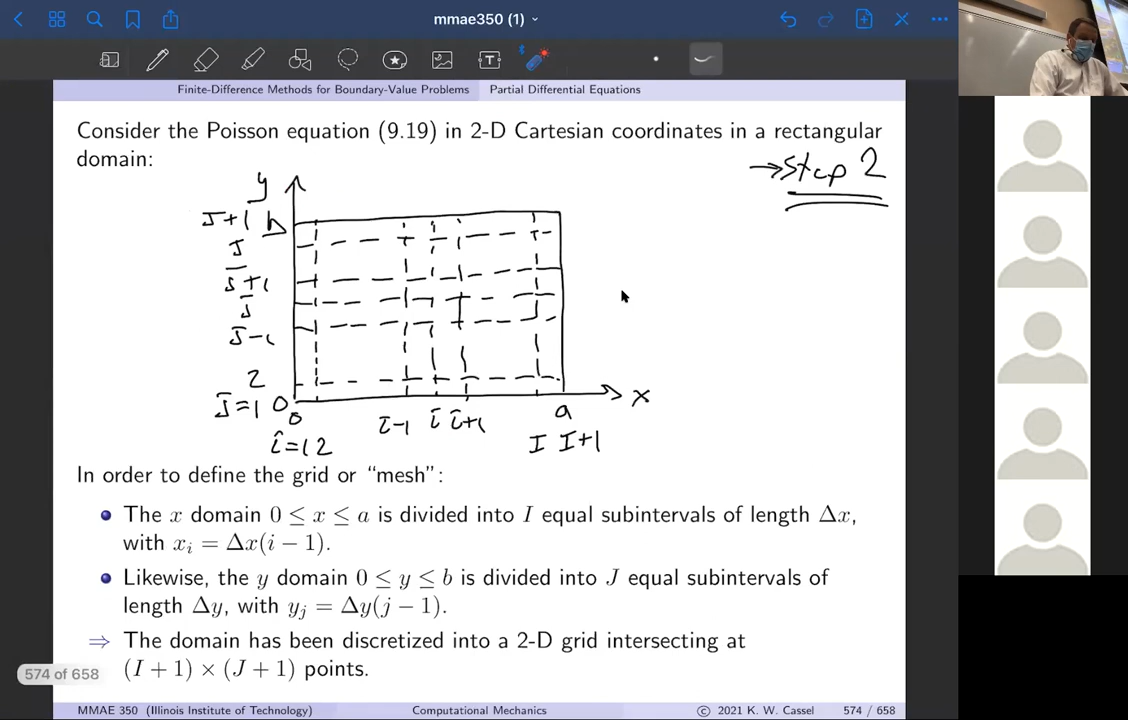 mmae350 (1)
Finite-Difference Methods for Boundary-Value Problems Partial Differential Equations
Consider the Poisson equation (9.19) in 2-D Cartesian coordinates in a rectangular
domain:
→ Step 2
y
J+1 b
J
j+1
j
j-1
2
j=1 0
0 a x
i-1 i i+1
i=1 2 I I+1
In order to define the grid or “mesh”:
The x domain 0 ≤ x ≤ a is divided into I equal subintervals of length Δx,
with xᵢ = Δx(i − 1).
Likewise, the y domain 0 ≤ y ≤ b is divided into J equal subintervals of
length Δy, with yⱼ = Δy(j − 1).
⇒ The domain has been discretized into a 2-D grid intersecting at
(I + 1) × (J + 1) points.
574 of 658
MMAE 350 (Illinois Institute of Technology) Computational Mechanics © 2021 K. W. Cassel 574 / 658